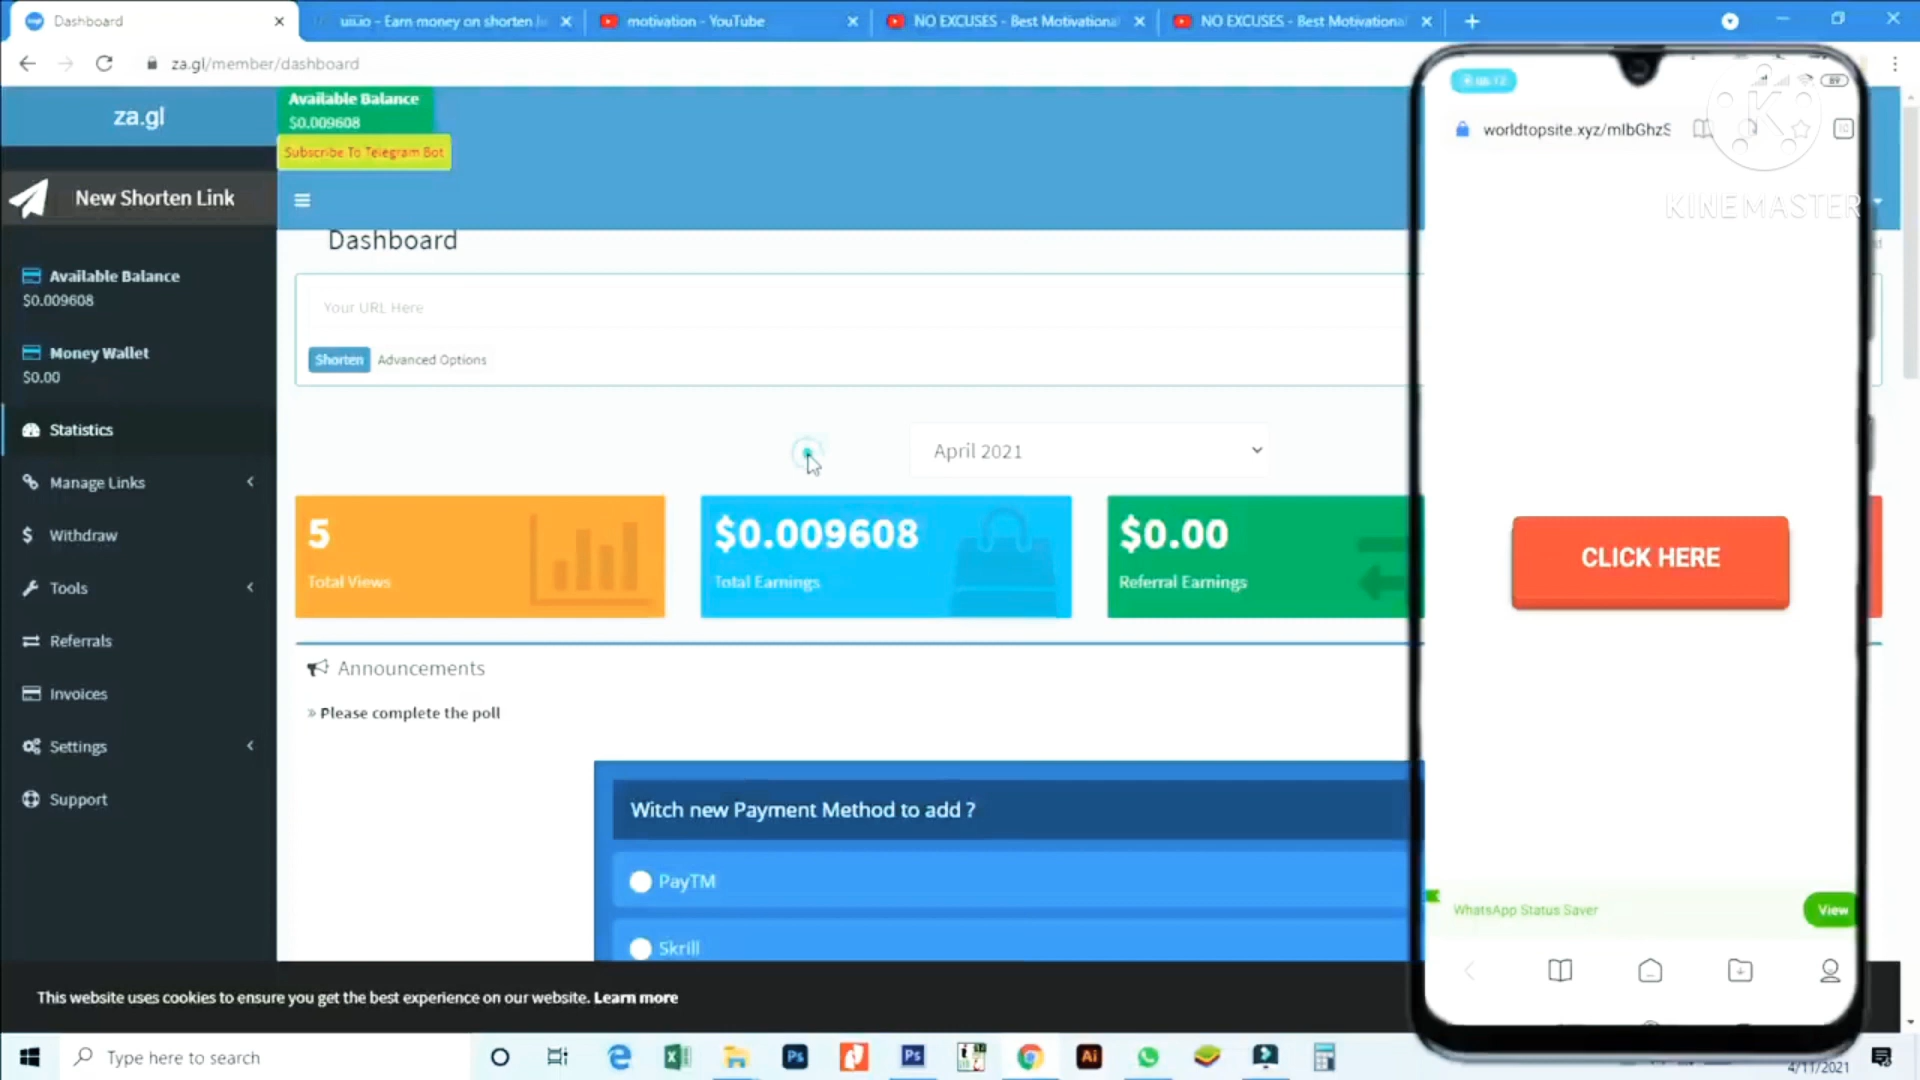 Dashboard
uii.io - Earn money on shorten l
motivation - YouTube
NO EXCUSES - Best Motivationa
NO EXCUSES - Best Motivationa
za.gl/member/dashboard
za.gl
Available Balance
$0.009608
Subscribe To Telegram Bot
New Shorten Link
Dashboard
Available Balance
$0.009608
Your URL Here
Money Wallet
$0.00
Shorten
Advanced Options
Statistics
April 2021
Manage Links
Withdraw
5
Total Views
$0.009608
Total Earnings
$0.00
Referral Earnings
Tools
Referrals
Announcements
Invoices
» Please complete the poll
Settings
Support
Witch new Payment Method to add ?
PayTM
Skrill
This website uses cookies to ensure you get the best experience on our website. Learn more
Type here to search
4/11/2021
89
worldtopsite.xyz/mlbGhzS
K
KINEMASTER
CLICK HERE
WhatsApp Status Saver
View